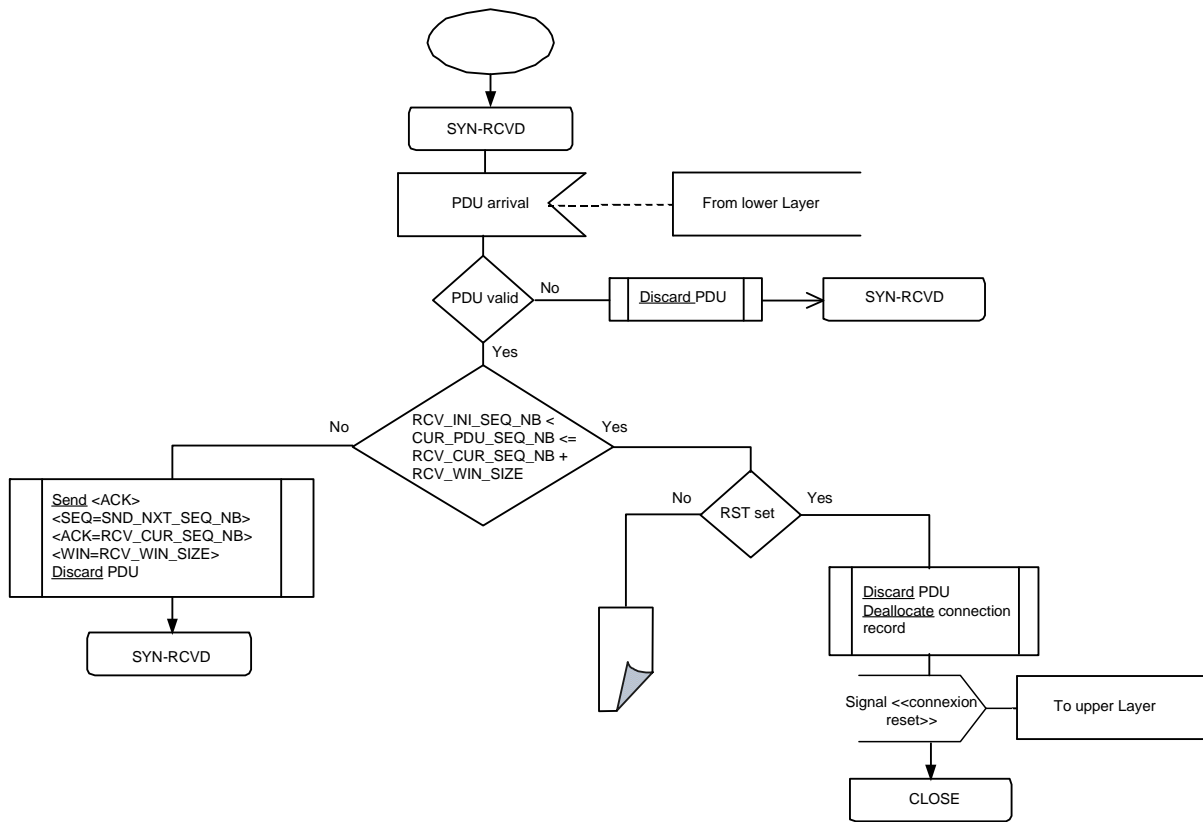 SYN-RCVD
PDU arrival
From lower Layer
PDU valid
No
Discard PDU
SYN-RCVD
Yes
No
RCV_INI_SEQ_NB <
CUR_PDU_SEQ_NB <=
RCV_CUR_SEQ_NB +
RCV_WIN_SIZE
Yes
Send <ACK>
<SEQ=SND_NXT_SEQ_NB>
<ACK=RCV_CUR_SEQ_NB>
<WIN=RCV_WIN_SIZE>
Discard PDU
SYN-RCVD
No
RST set
Yes
Discard PDU
Deallocate connection
record
Signal <<connexion
reset>>
To upper Layer
CLOSE